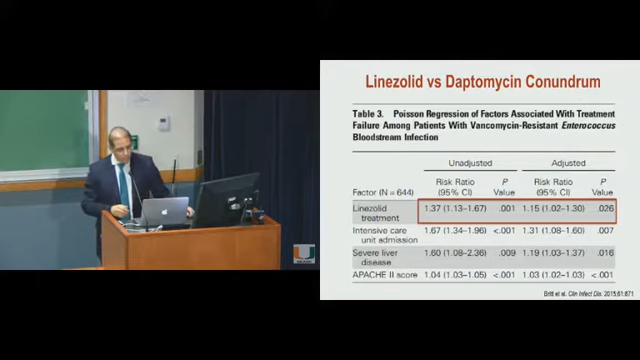 Linezolid vs Daptomycin Conundrum
Table 3. Poisson Regression of Factors Associated With Treatment
Failure Among Patients With Vancomycin-Resistant Enterococcus
Bloodstream Infection
Unadjusted Adjusted
Risk Ratio P Risk Ratio P
Factor (N = 644) (95% CI) Value (95% CI) Value
Linezolid 1.37 (1.13–1.67) .001 1.15 (1.02–1.30) .026
treatment
Intensive care 1.67 (1.34–1.96) <.001 1.31 (1.08–1.60) .007
unit admission
Severe liver 1.60 (1.08–2.36) .009 1.19 (1.03–1.37) .016
disease
APACHE II score 1.04 (1.03–1.05) <.001 1.03 (1.02–1.03) <.001
Britt et al. Clin Infect Dis. 2015;61:871